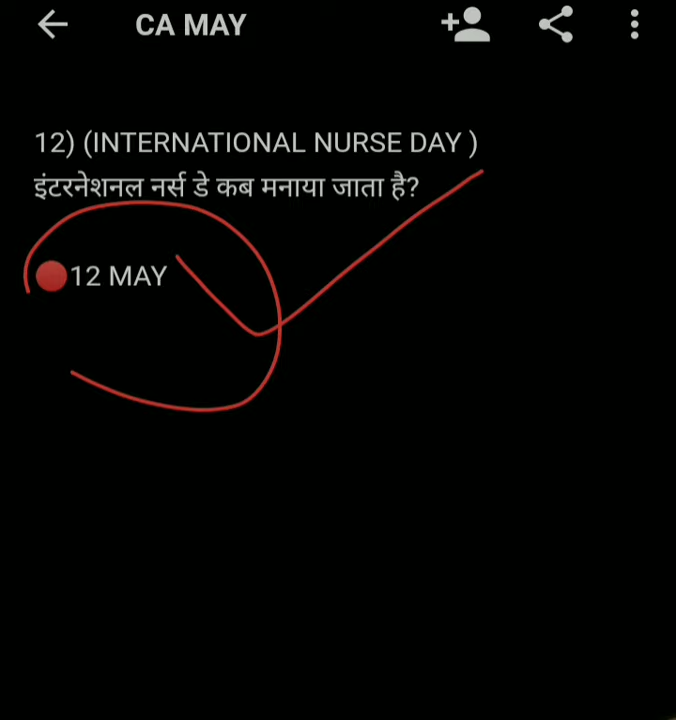 CA MAY
12) (INTERNATIONAL NURSE DAY )
इंटरनेशनल नर्स डे कब मनाया जाता है?
12 MAY